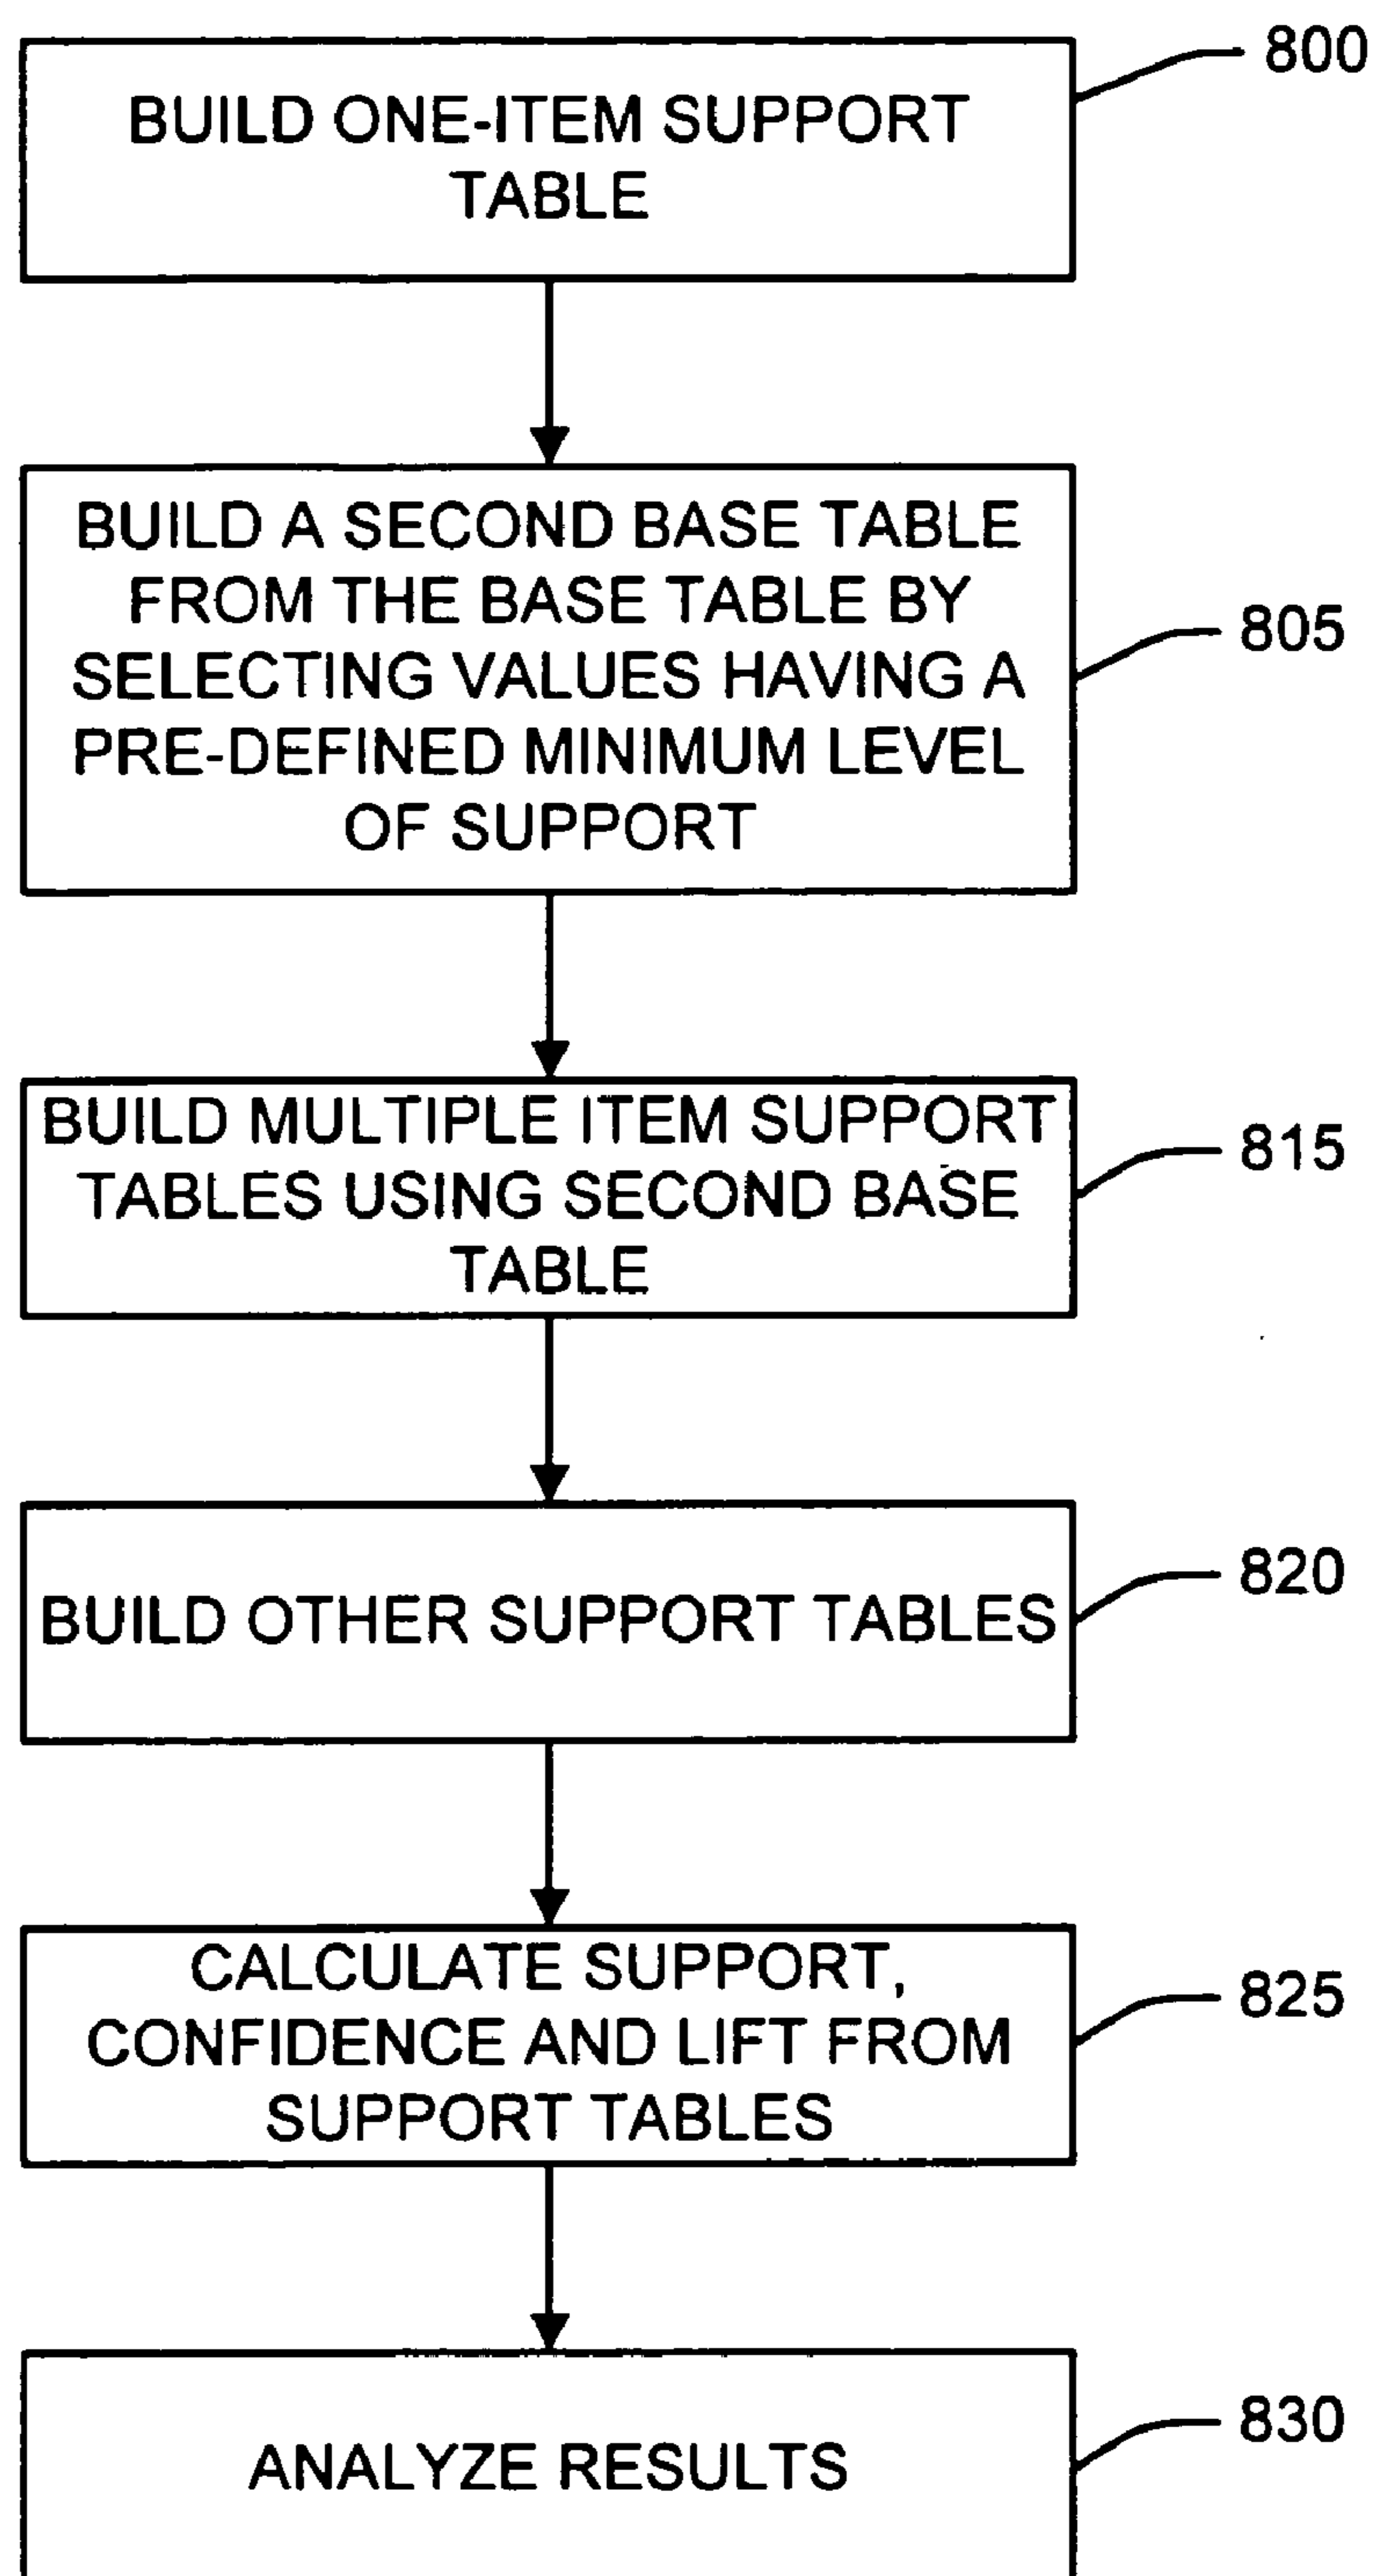 800
BUILD ONE-ITEM SUPPORT
TABLE
BUILD A SECOND BASE TABLE
FROM THE BASE TABLE BY
SELECTING VALUES HAVING A
PRE-DEFINED MINIMUM LEVEL
OF SUPPORT
805
BUILD MULTIPLE ITEM SUPPORT
TABLES USING SECOND BASE
TABLE
815
BUILD OTHER SUPPORT TABLES
820
CALCULATE SUPPORT,
CONFIDENCE AND LIFT FROM
SUPPORT TABLES
825
ANALYZE RESULTS
830